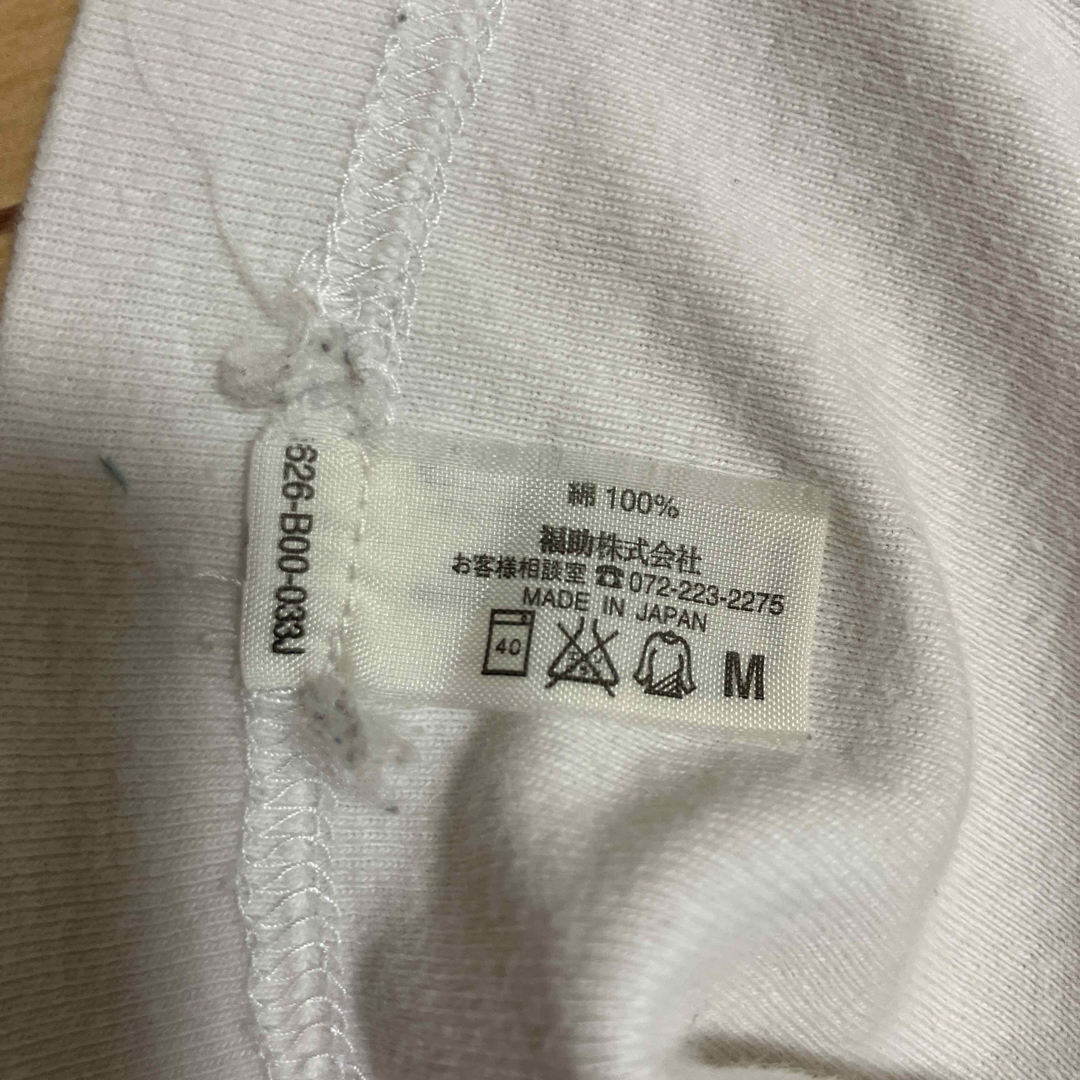 626-B00-033J
綿 100%
福助株式会社
お客様相談室 ☎072-223-2275
MADE IN JAPAN
40
M